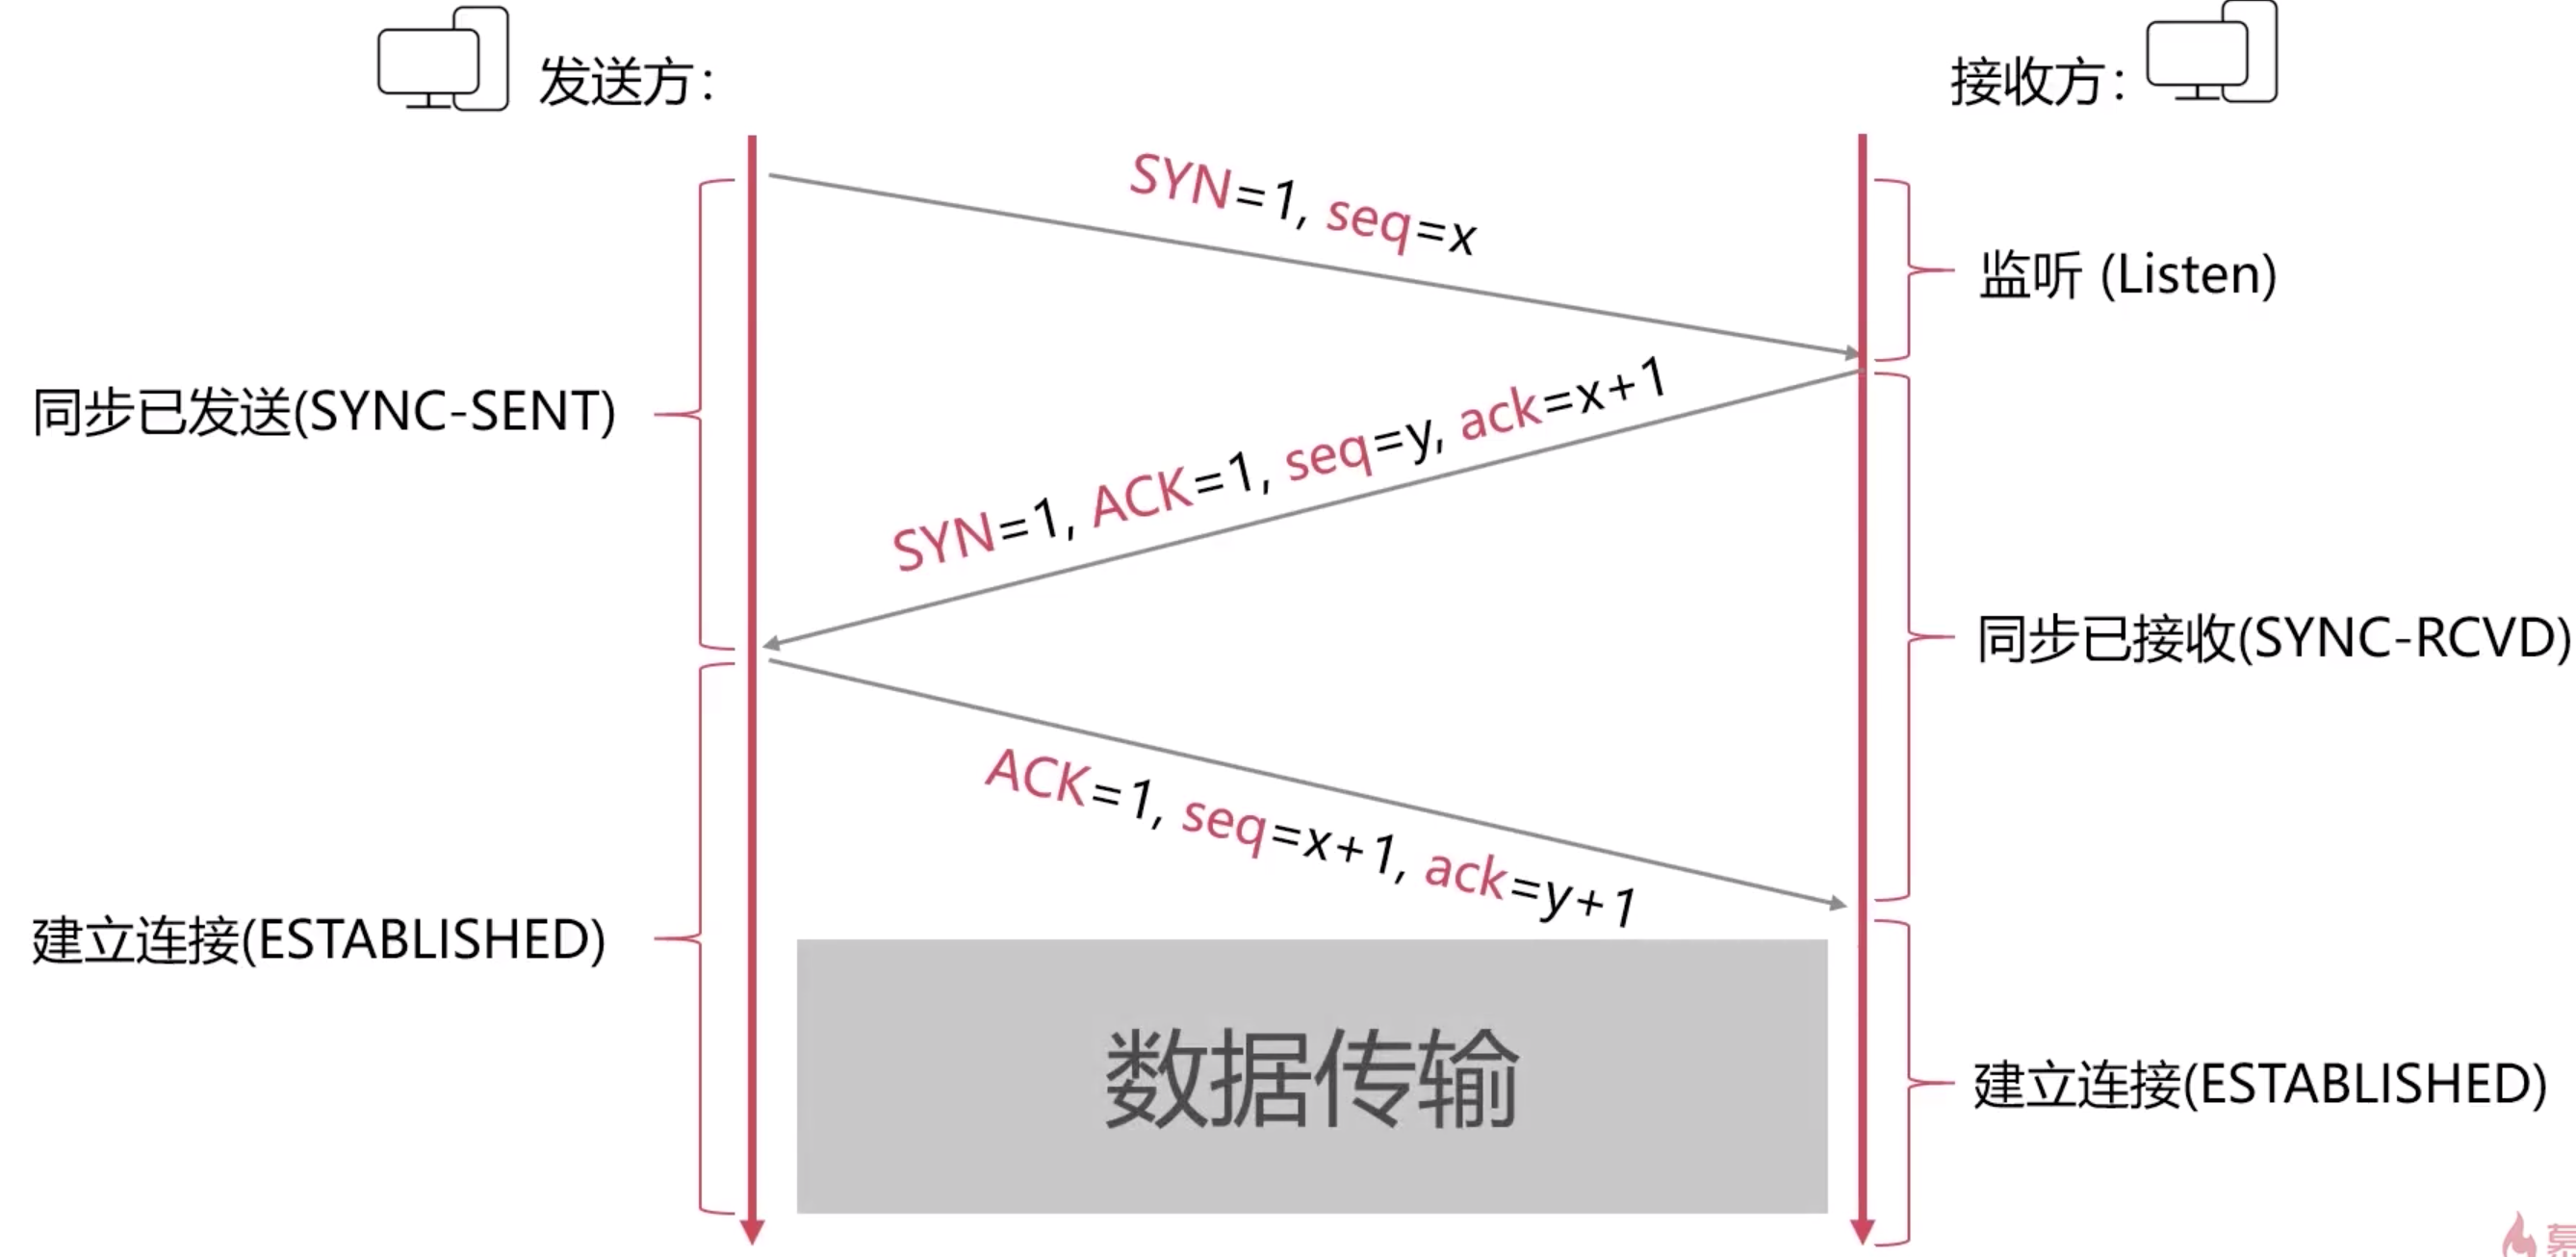 发送方：
接收方：
SYN=1, seq=x
监听 (Listen)
同步已发送(SYNC-SENT)
SYN=1, ACK=1, seq=y, ack=x+1
同步已接收(SYNC-RCVD)
ACK=1, seq=x+1, ack=y+1
建立连接(ESTABLISHED)
数据传输
建立连接(ESTABLISHED)